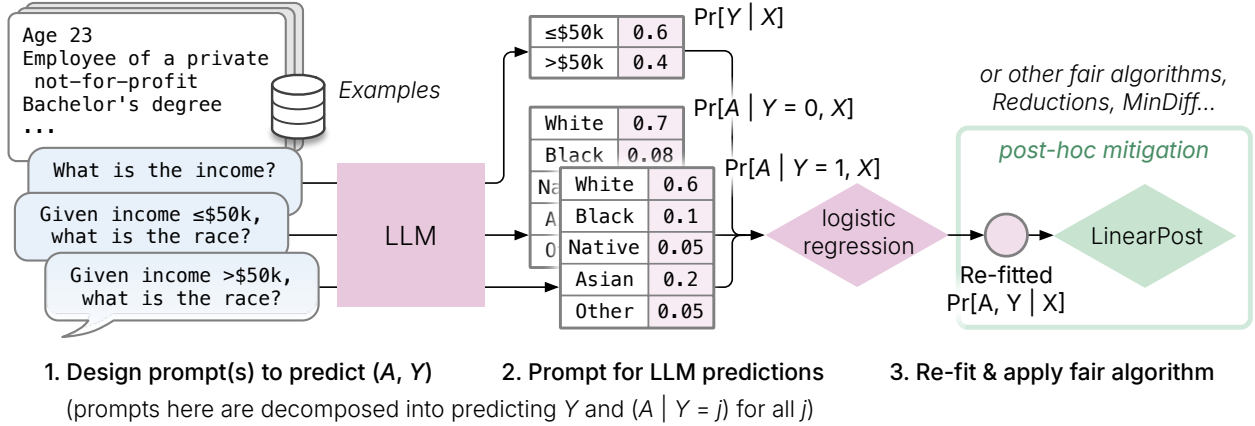 Age 23
Employee of a private
not-for-profit
Bachelor's degree
...
Examples
What is the income?
Given income ≤$50k,
what is the race?
Given income >$50k,
what is the race?
LLM
Pr[Y | X]
≤$50k 0.6
>$50k 0.4
Pr[A | Y = 0, X]
White 0.7
Black 0.08
Na
A
O
Pr[A | Y = 1, X]
White 0.6
Black 0.1
Native 0.05
Asian 0.2
Other 0.05
logistic
regression
or other fair algorithms,
Reductions, MinDiff...
post-hoc mitigation
LinearPost
Re-fitted
Pr[A, Y | X]
1. Design prompt(s) to predict (A, Y)
2. Prompt for LLM predictions
3. Re-fit & apply fair algorithm
(prompts here are decomposed into predicting Y and (A | Y = j) for all j)